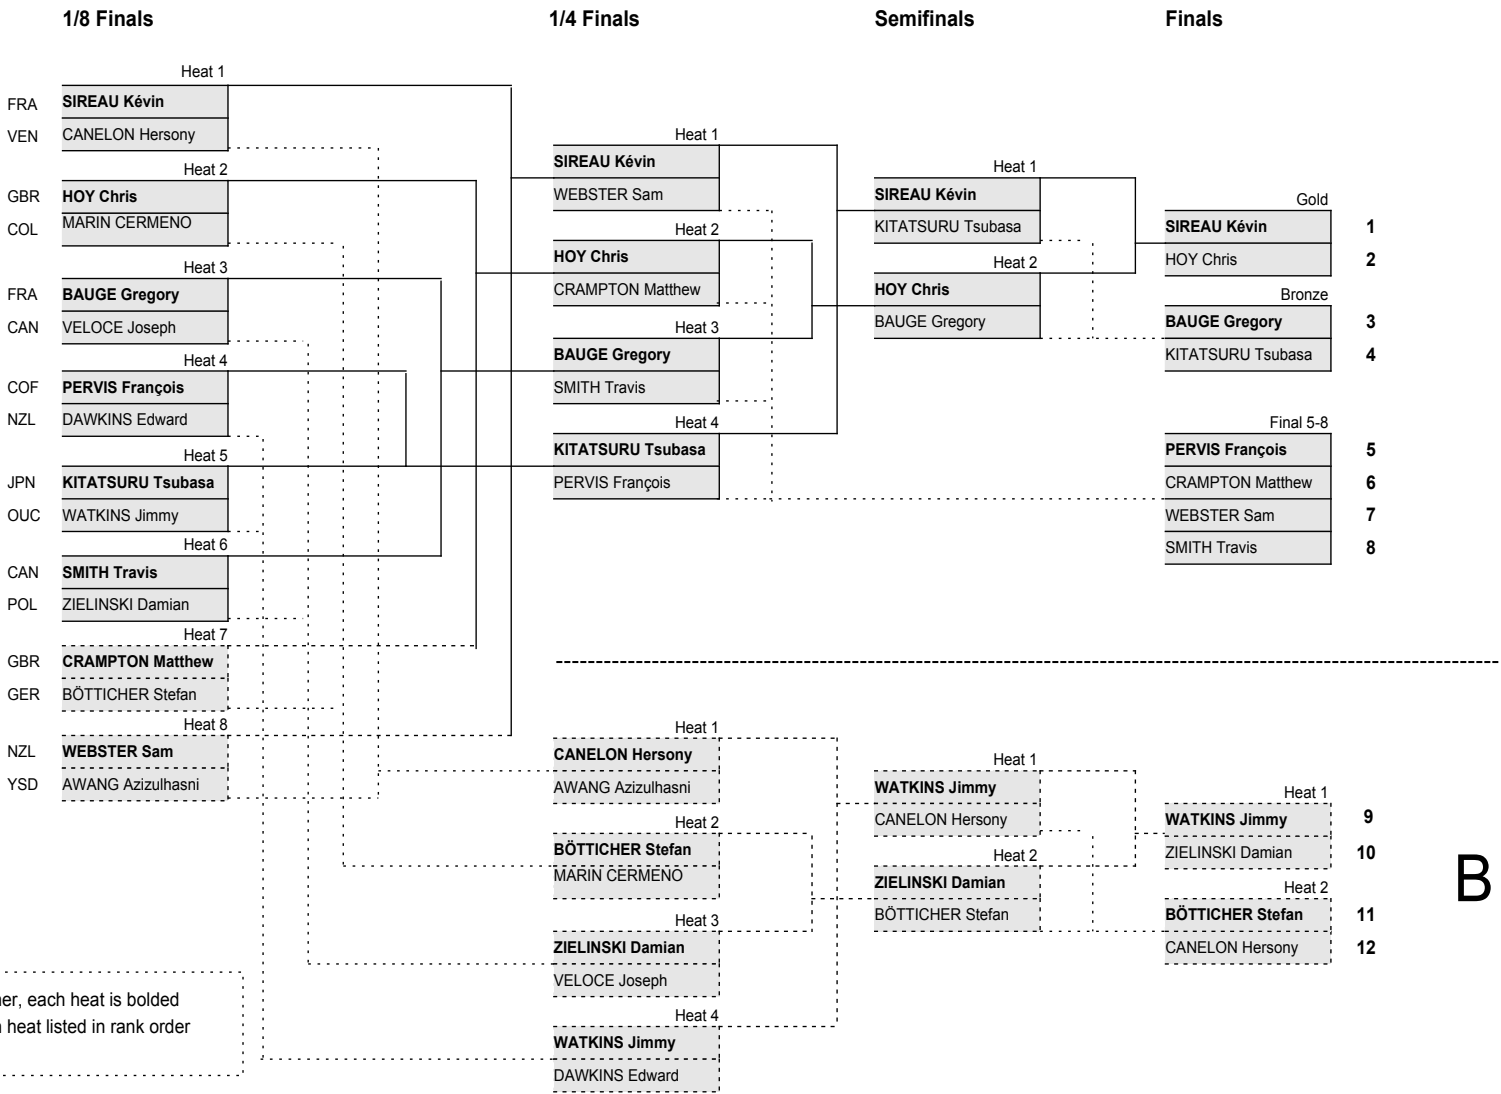 1/8 Finals
1/4 Finals
Semifinals
Finals
Heat 1
FRA SIREAU Kévin
VEN CANELON Hersony
Heat 2
GBR HOY Chris
COL MARIN CERMENO
Heat 3
FRA BAUGE Gregory
CAN VELOCE Joseph
Heat 4
COF PERVIS François
NZL DAWKINS Edward
Heat 5
JPN KITATSURU Tsubasa
OUC WATKINS Jimmy
Heat 6
CAN SMITH Travis
POL ZIELINSKI Damian
Heat 7
GBR CRAMPTON Matthew
GER BÖTTICHER Stefan
Heat 8
NZL WEBSTER Sam
YSD AWANG Azizulhasni
Heat 1
SIREAU Kévin
WEBSTER Sam
Heat 2
HOY Chris
CRAMPTON Matthew
Heat 3
BAUGE Gregory
SMITH Travis
Heat 4
KITATSURU Tsubasa
PERVIS François
Heat 1
SIREAU Kévin
KITATSURU Tsubasa
Heat 2
HOY Chris
BAUGE Gregory
Gold
SIREAU Kévin 1
HOY Chris 2
Bronze
BAUGE Gregory 3
KITATSURU Tsubasa 4
Final 5-8
PERVIS François 5
CRAMPTON Matthew 6
WEBSTER Sam 7
SMITH Travis 8
Heat 1
CANELON Hersony
AWANG Azizulhasni
Heat 2
BÖTTICHER Stefan
MARIN CERMENO
Heat 3
ZIELINSKI Damian
VELOCE Joseph
Heat 4
WATKINS Jimmy
DAWKINS Edward
Heat 1
WATKINS Jimmy
CANELON Hersony
Heat 2
ZIELINSKI Damian
BÖTTICHER Stefan
Heat 1
WATKINS Jimmy 9
ZIELINSKI Damian 10
Heat 2
BÖTTICHER Stefan 11
CANELON Hersony 12
B
er, each heat is bolded
heat listed in rank order